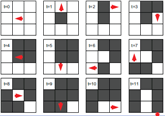 t=0 t=1 t=2 t=3
t=4 t=5 t=6 t=7
t=8 t=9 t=10 t=11